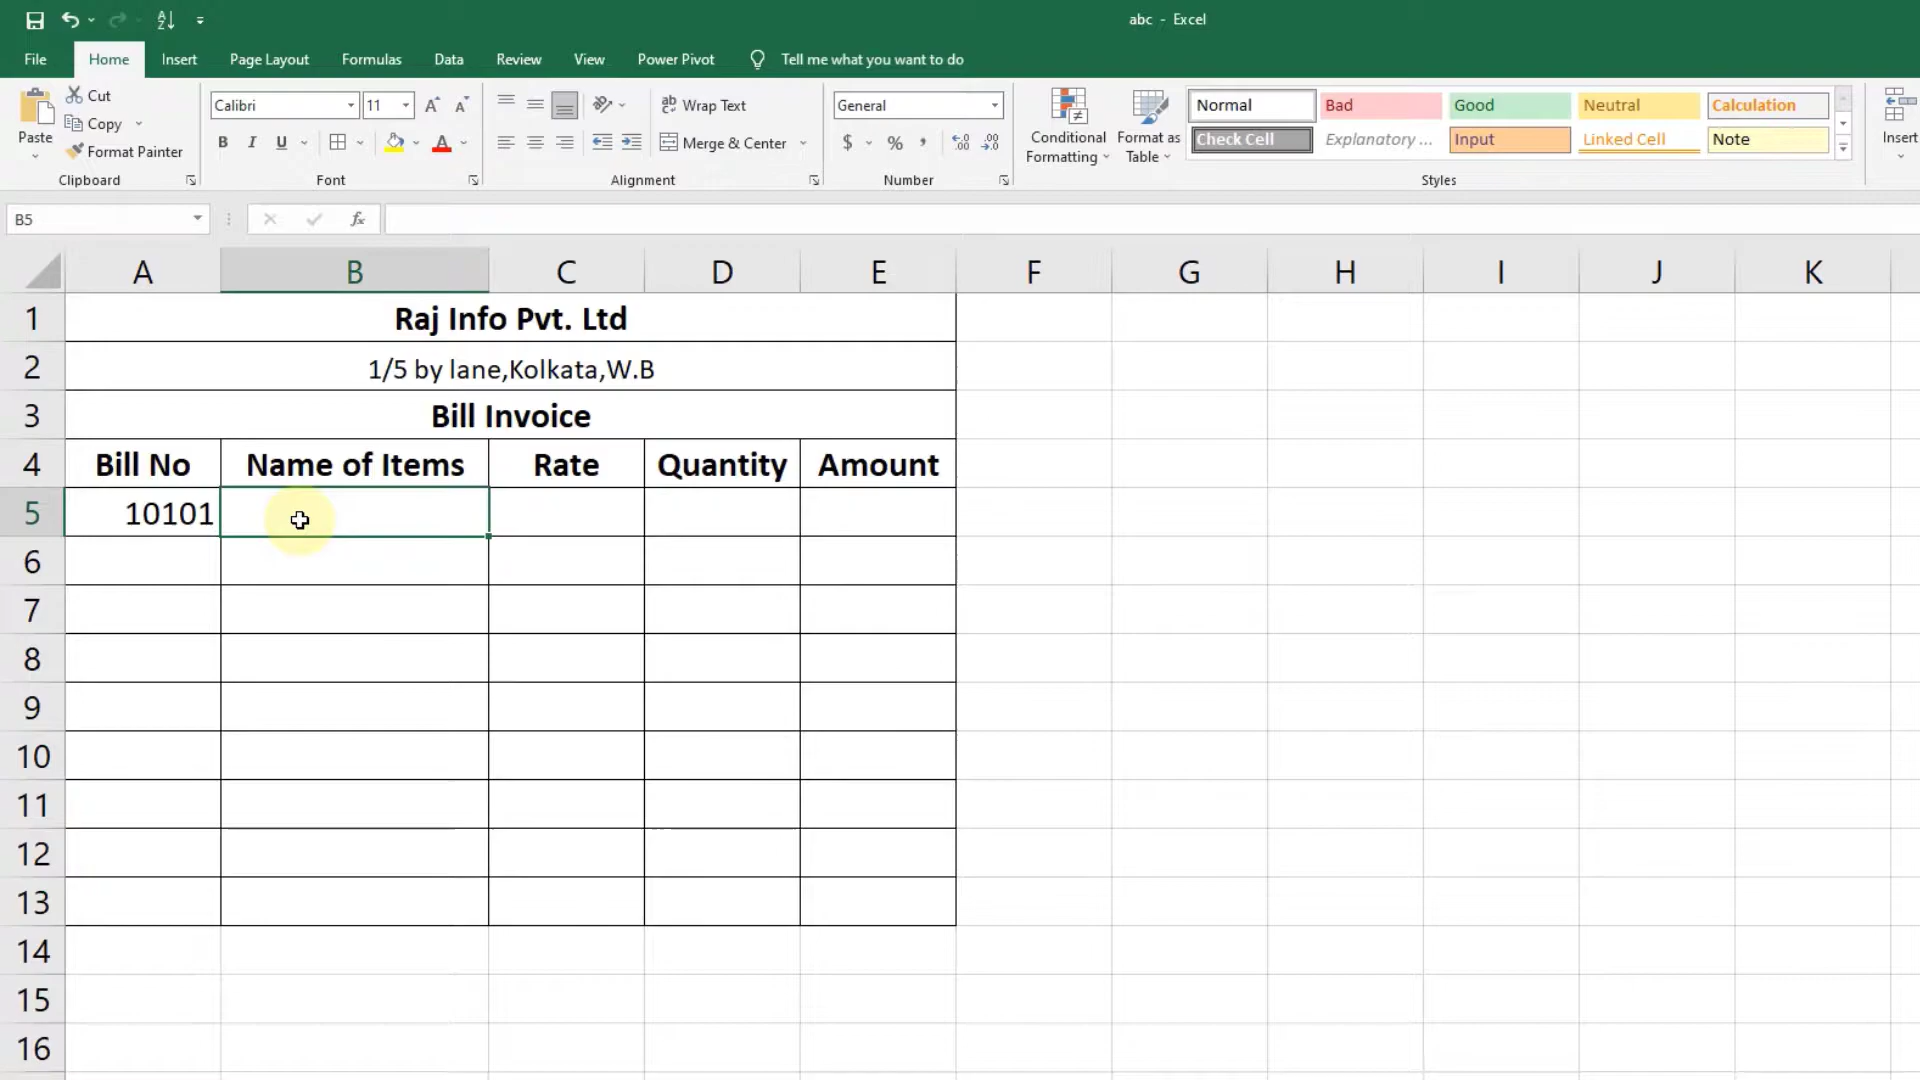 abc - Excel
File Home Insert Page Layout Formulas Data Review View Power Pivot Tell me what you want to do
Paste
Cut
Copy
Format Painter
Clipboard
Calibri 11
B I U A
Font
ab Wrap Text
Merge & Center
Alignment
General
$ % ,
Number
Conditional Formatting
Format as Table
Normal Bad Good Neutral Calculation
Check Cell Explanatory ... Input Linked Cell Note
Styles
Insert
B5 fx
A B C D E F G H I J K
1 Raj Info Pvt. Ltd
2 1/5 by lane,Kolkata,W.B
3 Bill Invoice
4 Bill No Name of Items Rate Quantity Amount
5 10101
6
7
8
9
10
11
12
13
14
15
16